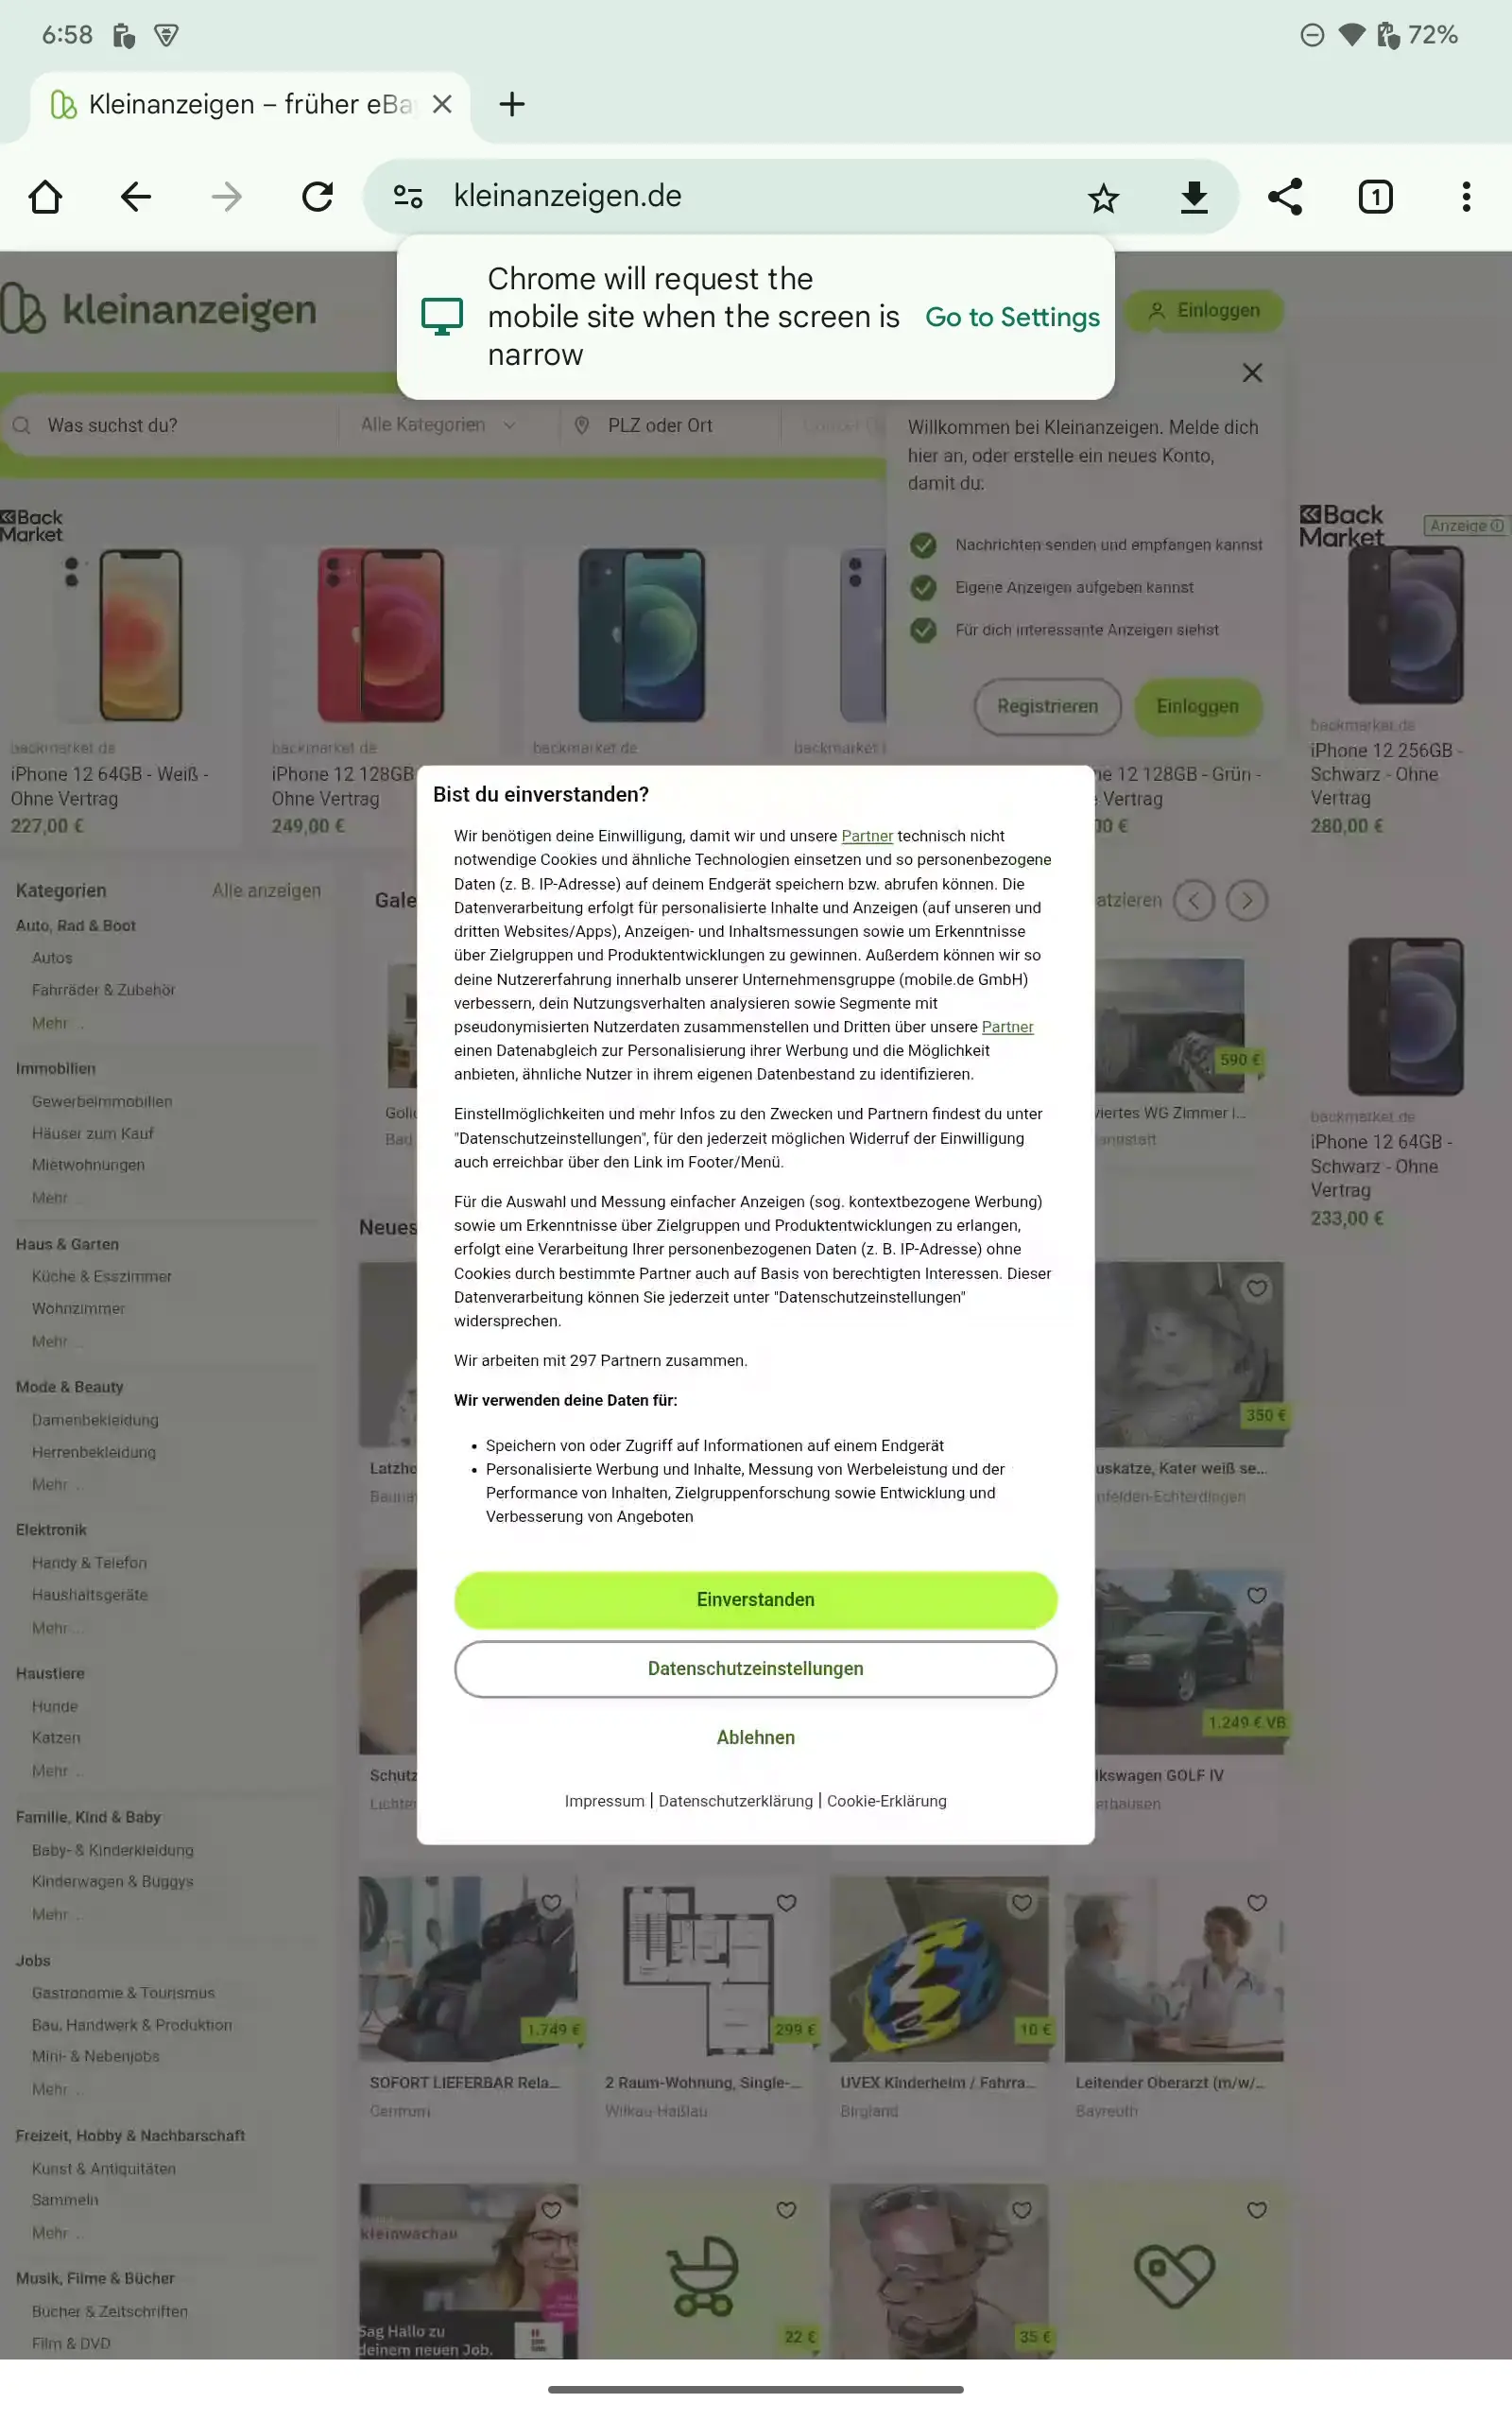 6:58
72%
Kleinanzeigen – früher eBa
kleinanzeigen.de
1
Chrome will request the
mobile site when the screen is
narrow
Go to Settings
kleinanzeigen
Einloggen
Was suchst du?
Alle Kategorien
PLZ oder Ort
Willkommen bei Kleinanzeigen. Melde dich
hier an, oder erstelle ein neues Konto,
damit du:
Nachrichten senden und empfangen kannst
Eigene Anzeigen aufgeben kannst
Für dich interessante Anzeigen siehst
Registrieren
Einloggen
Back
Market
backmarket.de
iPhone 12 64GB - Weiß -
Ohne Vertrag
227,00 €
backmarket.de
iPhone 12 128GB
Ohne Vertrag
249,00 €
backmarket.de
backmarket
ne 12 128GB - Grün -
Vertrag
00 €
Back
Market
Anzeige
backmarket.de
iPhone 12 256GB -
Schwarz - Ohne
Vertrag
280,00 €
backmarket.de
iPhone 12 64GB -
Schwarz - Ohne
Vertrag
233,00 €
Bist du einverstanden?
Wir benötigen deine Einwilligung, damit wir und unsere Partner technisch nicht
notwendige Cookies und ähnliche Technologien einsetzen und so personenbezogene
Daten (z. B. IP-Adresse) auf deinem Endgerät speichern bzw. abrufen können. Die
Datenverarbeitung erfolgt für personalisierte Inhalte und Anzeigen (auf unseren und
dritten Websites/Apps), Anzeigen- und Inhaltsmessungen sowie um Erkenntnisse
über Zielgruppen und Produktentwicklungen zu gewinnen. Außerdem können wir so
deine Nutzererfahrung innerhalb unserer Unternehmensgruppe (mobile.de GmbH)
verbessern, dein Nutzungsverhalten analysieren sowie Segmente mit
pseudonymisierten Nutzerdaten zusammenstellen und Dritten über unsere Partner
einen Datenabgleich zur Personalisierung ihrer Werbung und die Möglichkeit
anbieten, ähnliche Nutzer in ihrem eigenen Datenbestand zu identifizieren.
Einstellmöglichkeiten und mehr Infos zu den Zwecken und Partnern findest du unter
"Datenschutzeinstellungen", für den jederzeit möglichen Widerruf der Einwilligung
auch erreichbar über den Link im Footer/Menü.
Für die Auswahl und Messung einfacher Anzeigen (sog. kontextbezogene Werbung)
sowie um Erkenntnisse über Zielgruppen und Produktentwicklungen zu erlangen,
erfolgt eine Verarbeitung Ihrer personenbezogenen Daten (z. B. IP-Adresse) ohne
Cookies durch bestimmte Partner auch auf Basis von berechtigten Interessen. Dieser
Datenverarbeitung können Sie jederzeit unter "Datenschutzeinstellungen"
widersprechen.
Wir arbeiten mit 297 Partnern zusammen.
Wir verwenden deine Daten für:
• Speichern von oder Zugriff auf Informationen auf einem Endgerät
• Personalisierte Werbung und Inhalte, Messung von Werbeleistung und der
Performance von Inhalten, Zielgruppenforschung sowie Entwicklung und
Verbesserung von Angeboten
Einverstanden
Datenschutzeinstellungen
Ablehnen
Impressum | Datenschutzerklärung | Cookie-Erklärung
Kategorien
Alle anzeigen
Auto, Rad & Boot
Autos
Fahrräder & Zubehör
Mehr ...
Immobilien
Gewerbeimmobilien
Häuser zum Kauf
Mietwohnungen
Mehr ...
Haus & Garten
Küche & Esszimmer
Wohnzimmer
Mehr ...
Mode & Beauty
Damenbekleidung
Herrenbekleidung
Mehr ...
Elektronik
Handy & Telefon
Haushaltsgeräte
Mehr ...
Haustiere
Hunde
Katzen
Mehr ...
Familie, Kind & Baby
Baby- & Kinderkleidung
Kinderwagen & Buggys
Mehr ...
Jobs
Gastronomie & Tourismus
Bau, Handwerk & Produktion
Mini- & Nebenjobs
Mehr ...
Freizeit, Hobby & Nachbarschaft
Kunst & Antiquitäten
Sammeln
Mehr ...
Musik, Filme & Bücher
Bücher & Zeitschriften
Film & DVD
Gale
atzieren
Bad
590 €
viertes WG Zimmer i...
annstatt
Neues
350 €
Latzho
Bauna
uskatze, Kater weiß se...
nfelden-Echterdingen
1.249 € VB
Schutz
Lichter
lkswagen GOLF IV
ethausen
1.749 €
299 €
10 €
SOFORT LIEFERBAR Rela...
Centrum
2 Raum-Wohnung, Single-...
Wilkau-Haßlau
UVEX Kinderhelm / Fahrra...
Birgland
Leitender Oberarzt (m/w/...
Bayreuth
kleinwachau
Sag Hallo zu
deinem neuen Job.
22 €
35 €